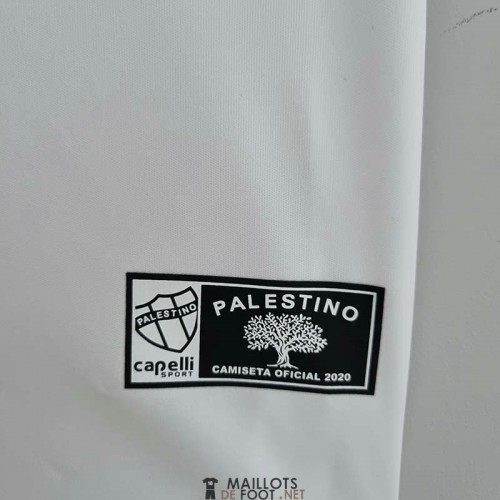 PALESTINO
capelli
SPORT
PALESTINO
CAMISETA OFICIAL 2020
MAILLOTS
DE FOOT.NET